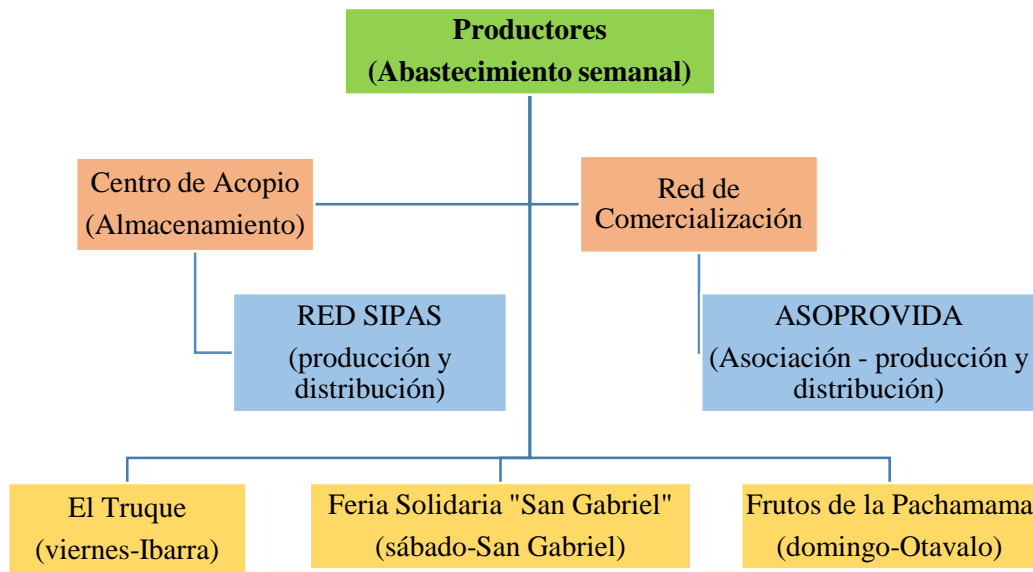 Productores
(Abastecimiento semanal)
Centro de Acopio
(Almacenamiento)
Red de
Comercialización
RED SIPAS
(producción y
distribución)
ASOPROVIDA
(Asociación - producción y
distribución)
El Truque
(viernes-Ibarra)
Feria Solidaria "San Gabriel"
(sábado-San Gabriel)
Frutos de la Pachamama
(domingo-Otavalo)